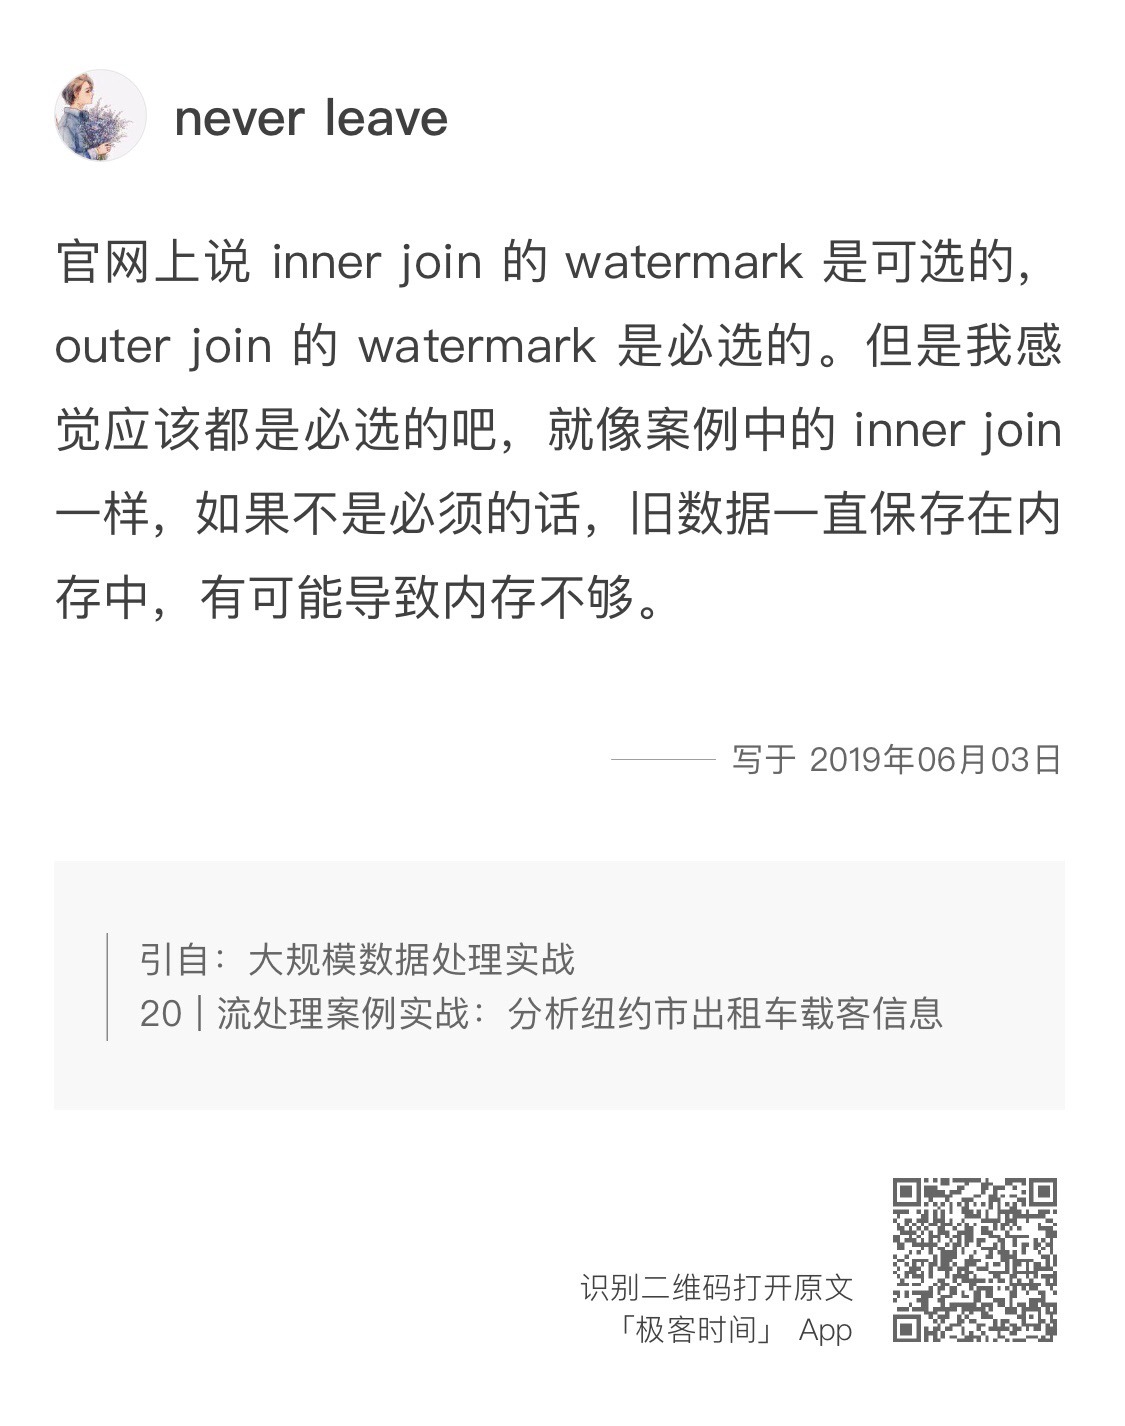 never leave
官网上说 inner join 的 watermark 是可选的，
outer join 的 watermark 是必选的。但是我感
觉应该都是必选的吧，就像案例中的 inner join
一样，如果不是必须的话，旧数据一直保存在内
存中，有可能导致内存不够。
写于 2019年06月03日
引自：大规模数据处理实战
20 | 流处理案例实战：分析纽约市出租车载客信息
识别二维码打开原文
「极客时间」 App